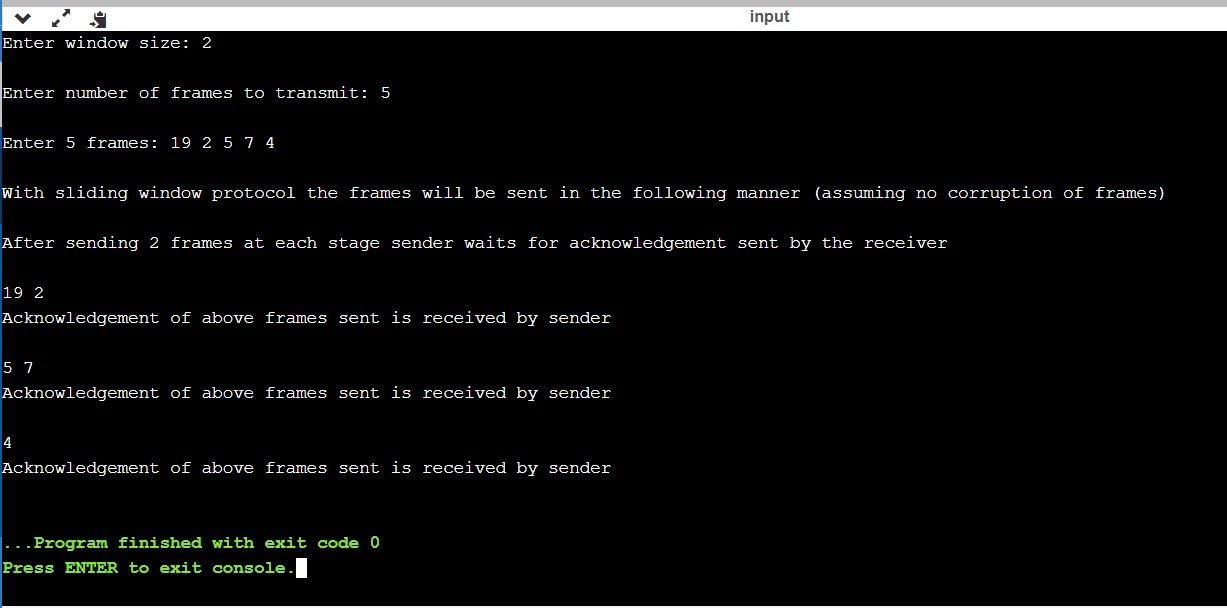 input
Enter window size: 2
Enter number of frames to transmit: 5
Enter 5 frames: 19 2 5 7 4
With sliding window protocol the frames will be sent in the following manner (assuming no corruption of frames)
After sending 2 frames at each stage sender waits for acknowledgement sent by the receiver
19 2
Acknowledgement of above frames sent is received by sender
5 7
Acknowledgement of above frames sent is received by sender
4
Acknowledgement of above frames sent is received by sender
...Program finished with exit code 0
Press ENTER to exit console.